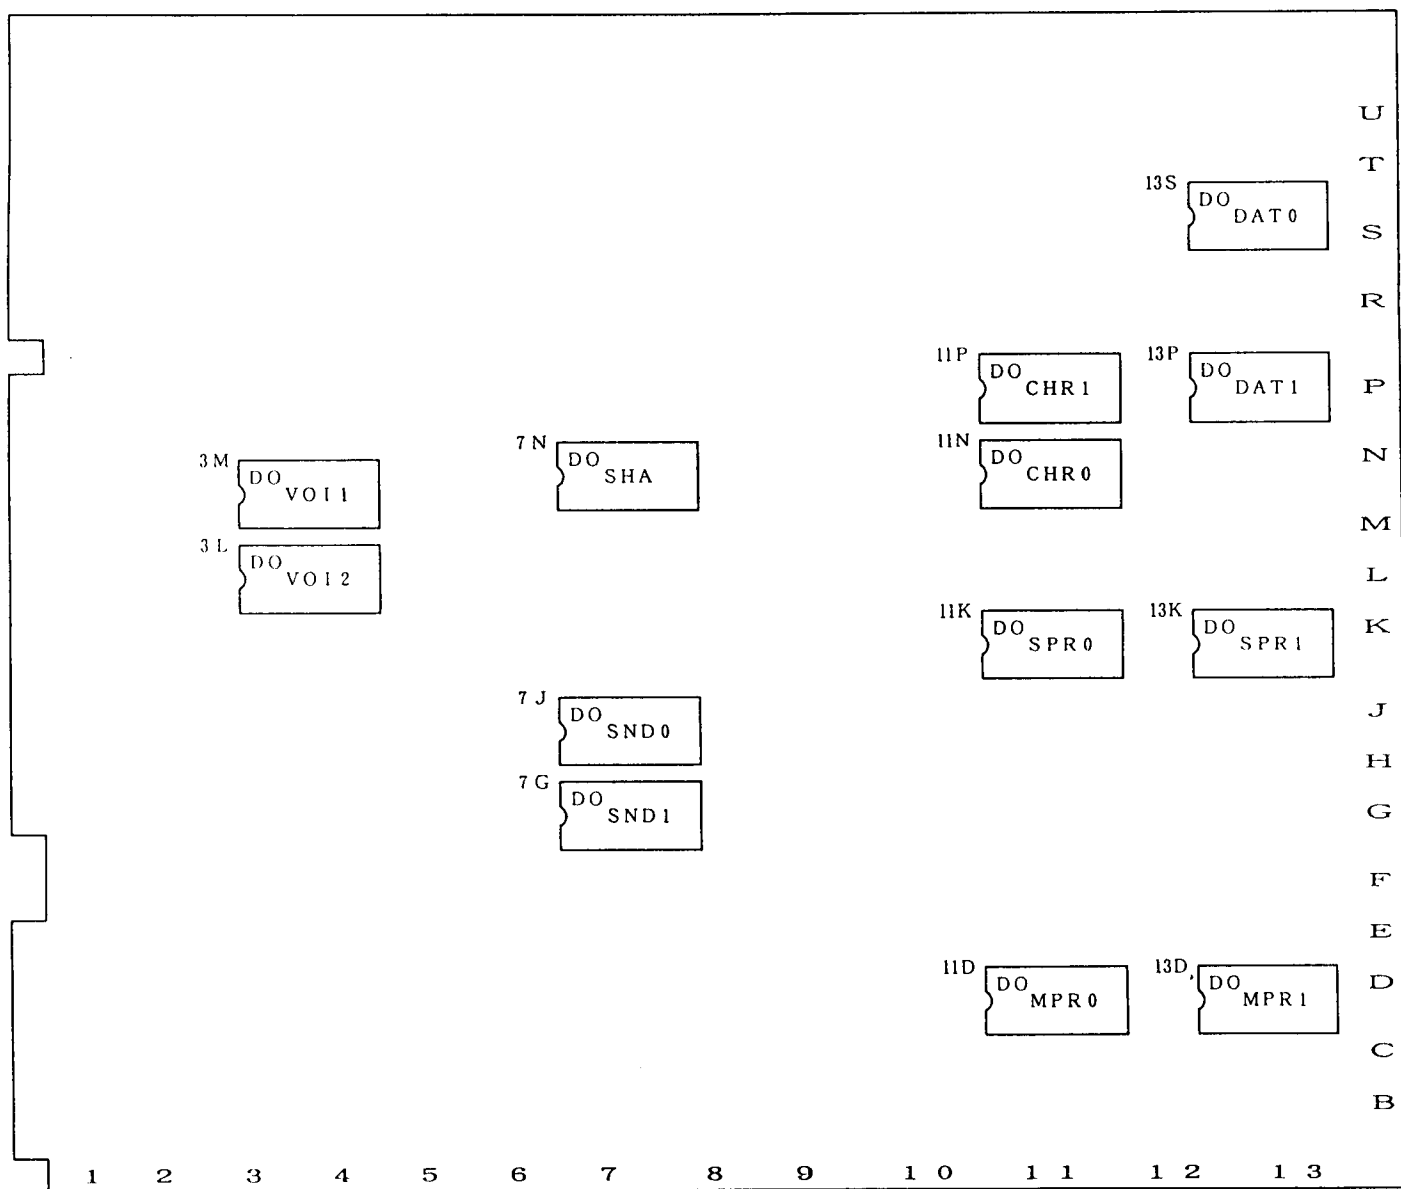 U
T
13S
DO DAT0
S
R
11P
DO CHR1
13P
DO DAT1
P
3M
DO VOI1
7N
DO SHA
11N
DO CHR0
N
M
3L
DO VOI2
L
11K
DO SPR0
13K
DO SPR1
K
7J
DO SND0
J
H
7G
DO SND1
G
F
E
11D
DO MPR0
13D
DO MPR1
D
C
B
1 2 3 4 5 6 7 8 9 10 11 12 13